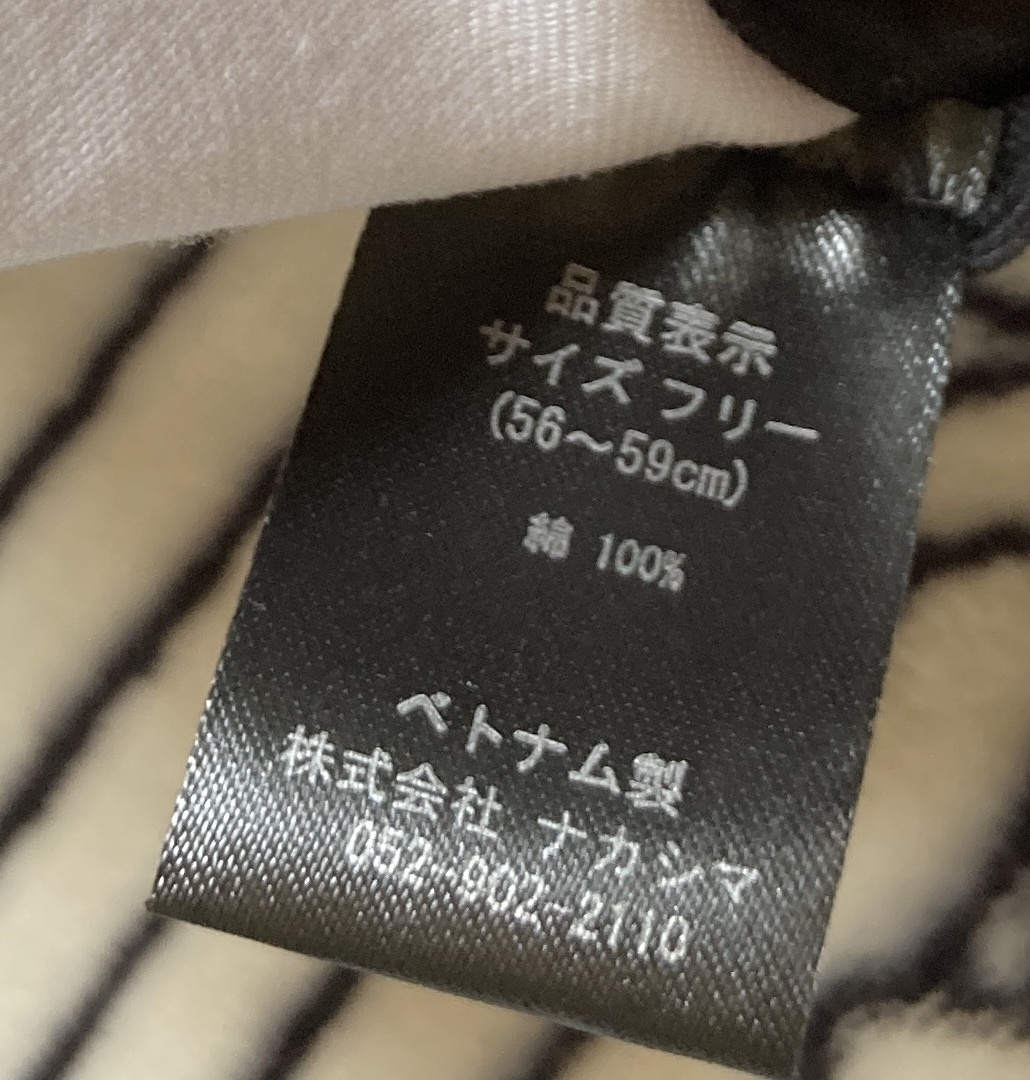 品質表示
サイズ フリー
(56～59cm)
綿 100%
ベトナム製
株式会社 ナカシマ
052-902-2110